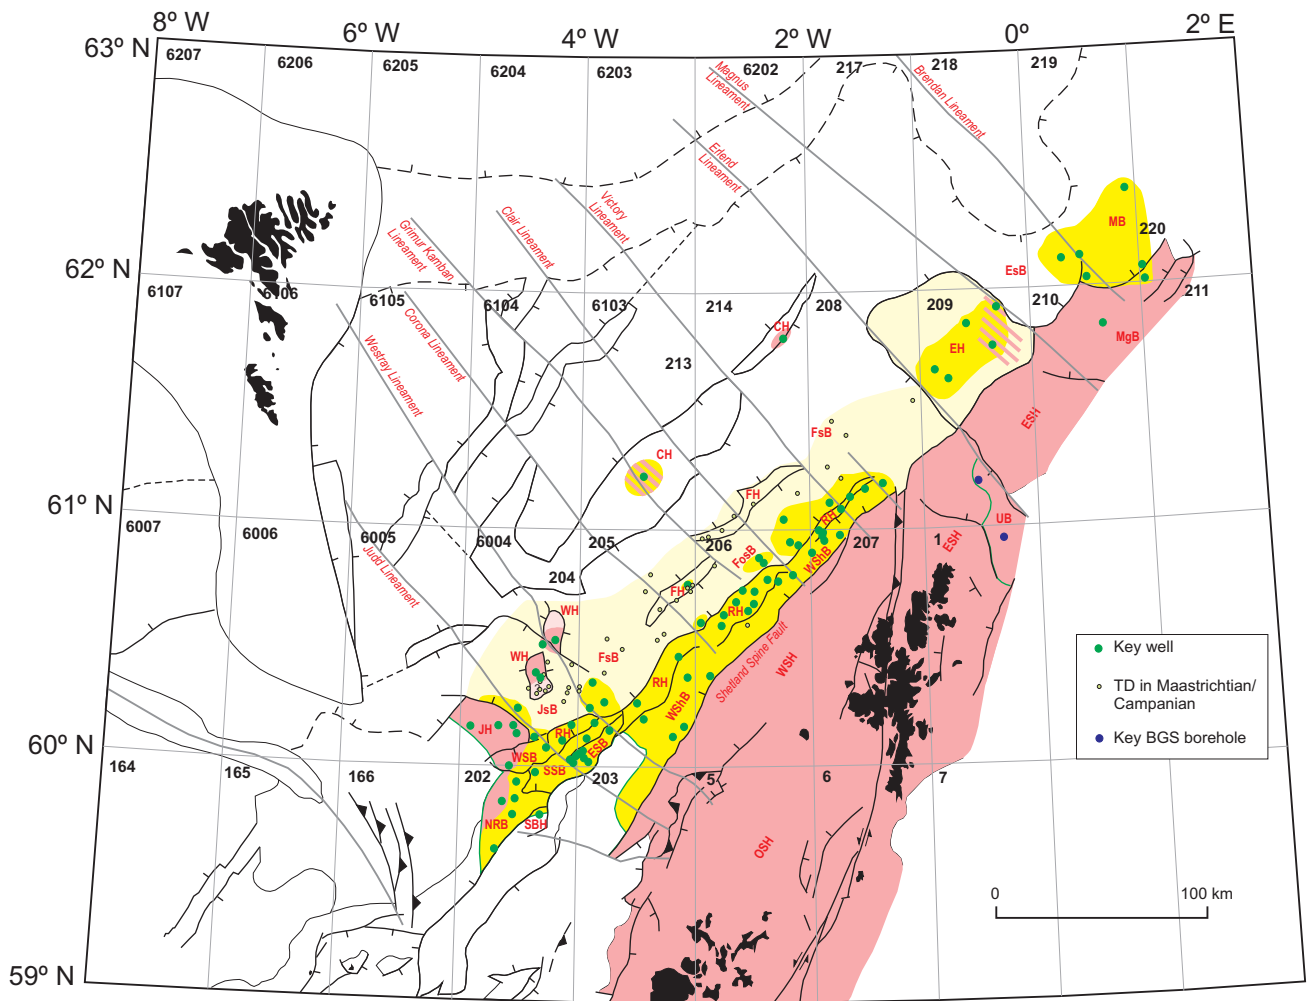 8º W
6º W
4º W
2º W
0º
2º E
63º N
6207
6206
6205
6204
6203
6202
217
218
219
Magnus
Lineament
Brendan Lineament
Erlend
Lineament
Victory
Lineament
Clair Lineament
Grimur Kamban
Lineament
MB
220
EsB
62º N
6107
6106
6105
6104
6103
214
208
209
210
211
Corona Lineament
Westray Lineament
CH
EH
MgB
213
ESH
FsB
CH
FH
61º N
6007
6006
6005
6004
205
206
207
RH
WShB
1
ESH
UB
FosB
Judd Lineament
204
FH
WH
RH
Shetland Spine Fault
WSH
WH
FsB
RH
WShB
JsB
JH
RH
ESB
WSB
SSB
60º N
164
165
166
202
203
5
6
7
NRB
SBH
OSH
Key well
TD in Maastrichtian/
Campanian
Key BGS borehole
0
100 km
59º N